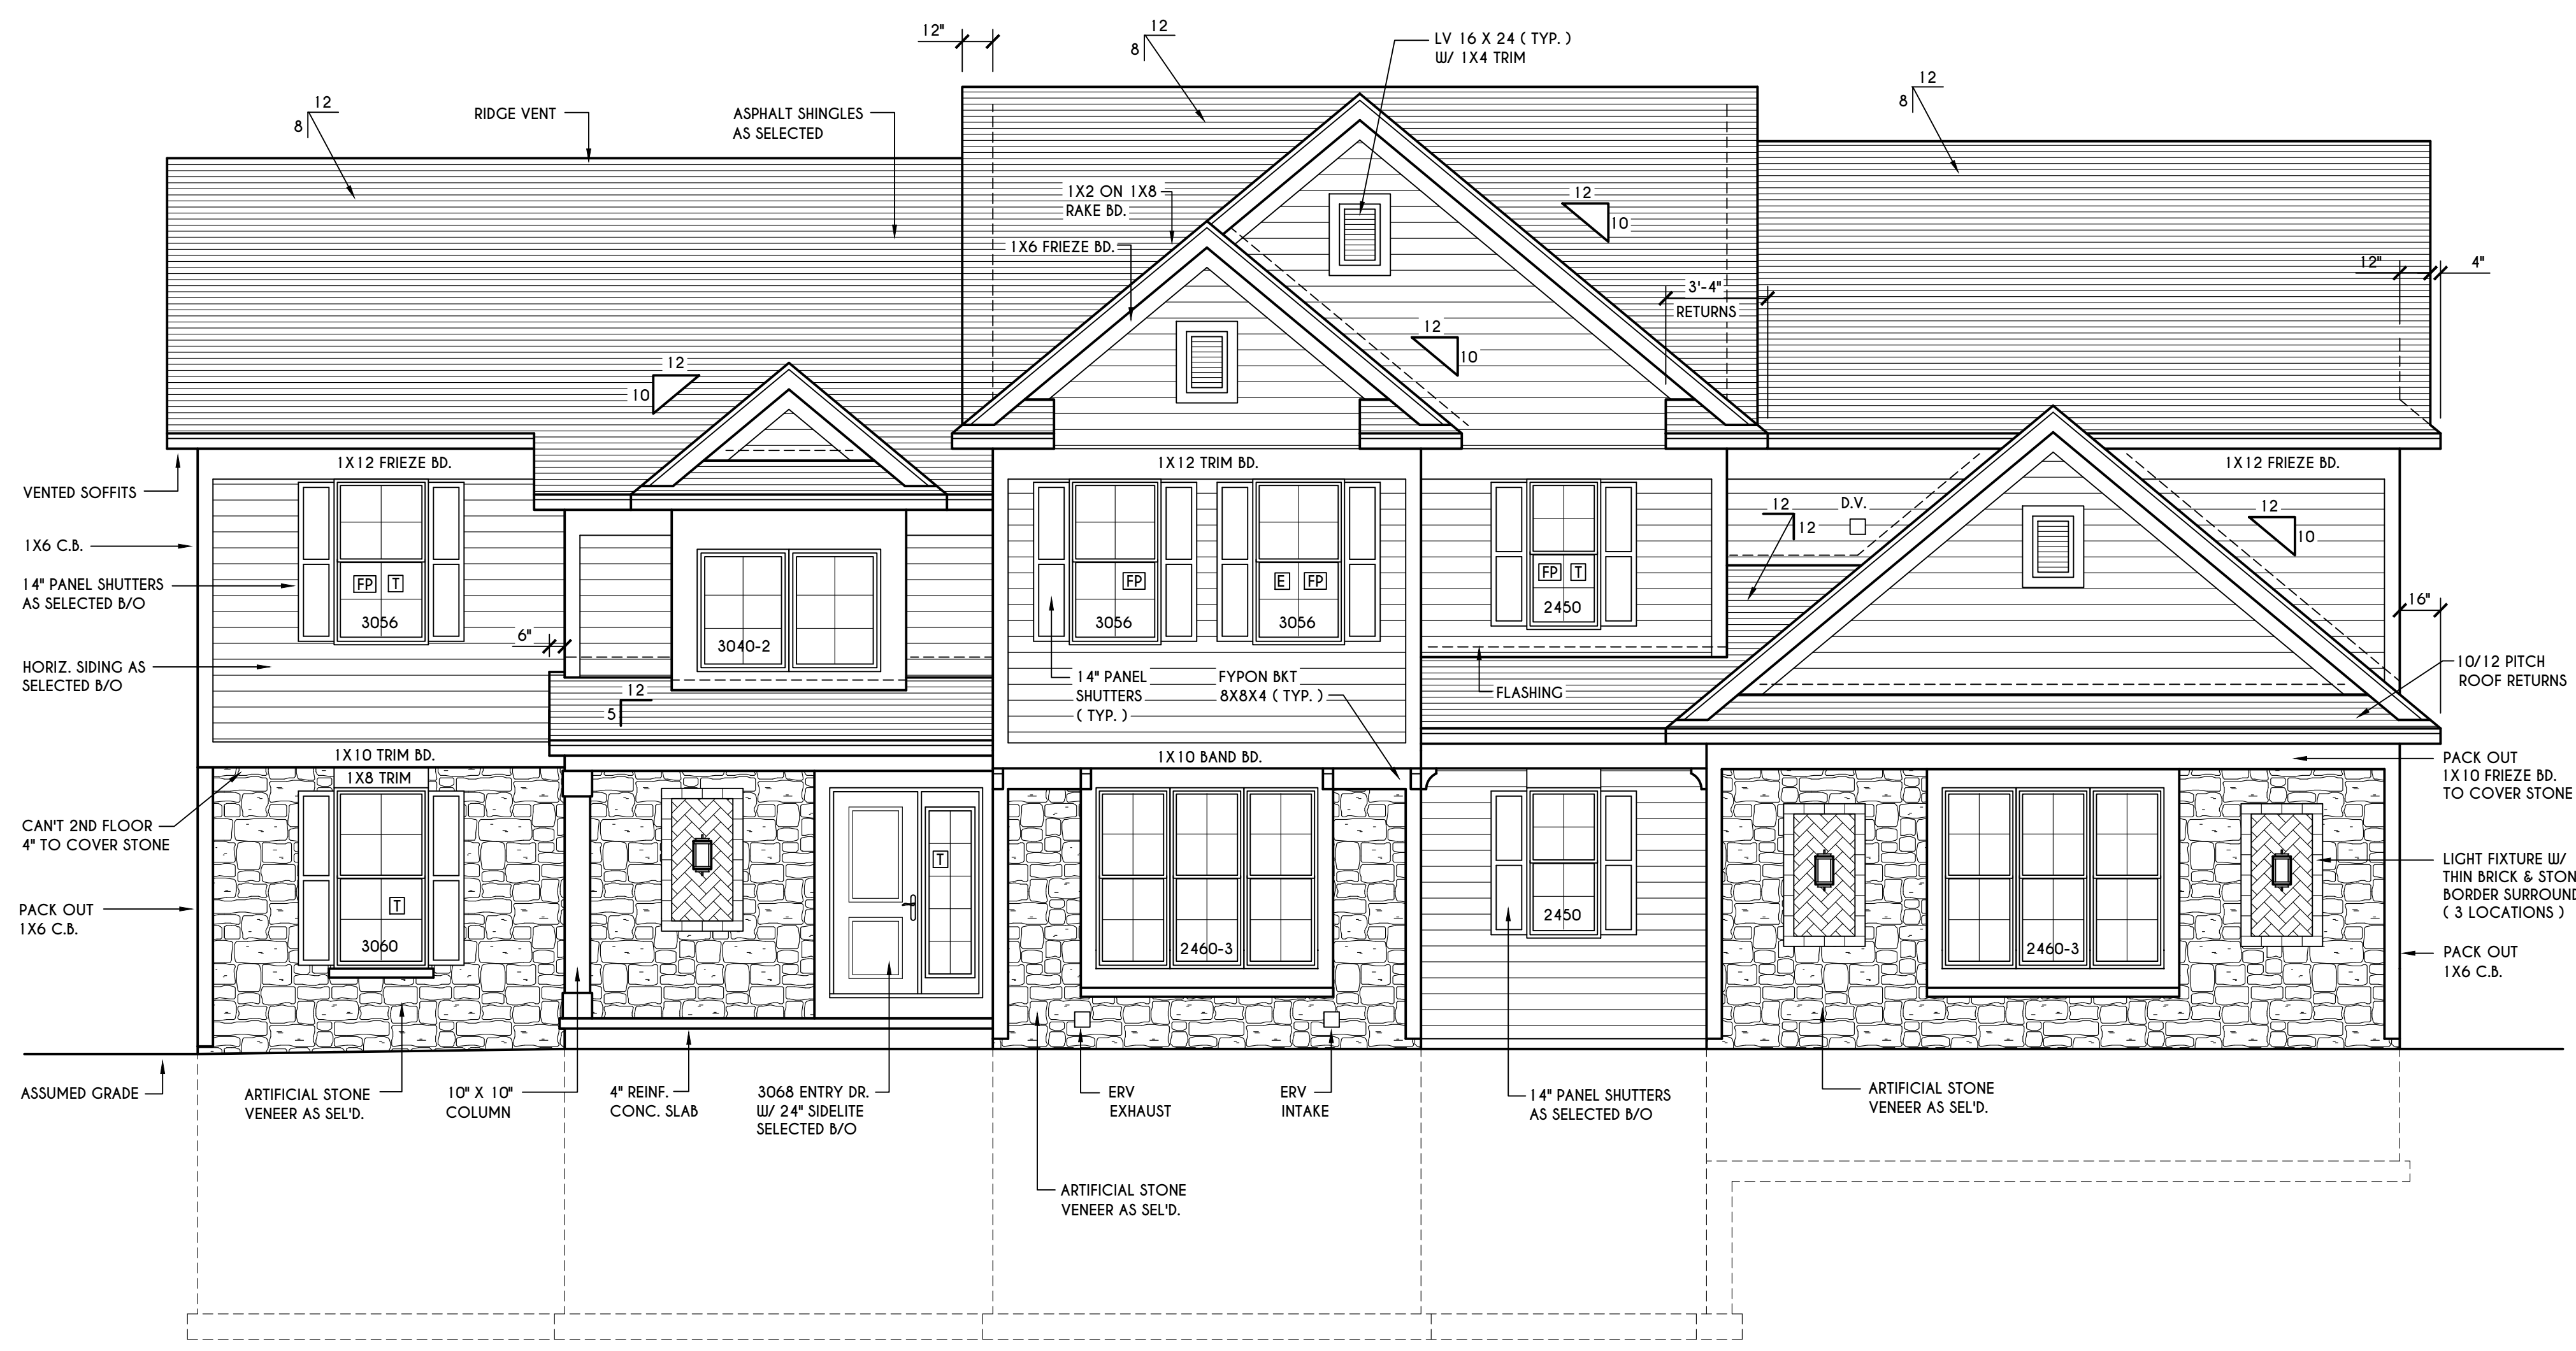 12"
12
8
LV 16 X 24 ( TYP. )
W/ 1X4 TRIM
12
8
12
8
RIDGE VENT
ASPHALT SHINGLES
AS SELECTED
1X2 ON 1X8
RAKE BD.
1X6 FRIEZE BD.
12
10
12"
4"
3'-4"
RETURNS
12
10
12
10
1X12 FRIEZE BD.
1X12 TRIM BD.
1X12 FRIEZE BD.
VENTED SOFFITS
1X6 C.B.
14" PANEL SHUTTERS
AS SELECTED B/O
HORIZ. SIDING AS
SELECTED B/O
FP T
3056
6"
3040-2
12
5
FP
3056
E FP
3056
FP T
2450
12
12
D.V.
12
10
16"
14" PANEL
SHUTTERS
( TYP. )
FYPON BKT
8X8X4 ( TYP. )
FLASHING
10/12 PITCH
ROOF RETURNS
1X10 TRIM BD.
1X8 TRIM
1X10 BAND BD.
PACK OUT
1X10 FRIEZE BD.
TO COVER STONE
CAN'T 2ND FLOOR
4" TO COVER STONE
PACK OUT
1X6 C.B.
T
3060
T
2460-3
2450
2460-3
LIGHT FIXTURE W/
THIN BRICK & STON
BORDER SURROUND
( 3 LOCATIONS )
PACK OUT
1X6 C.B.
ASSUMED GRADE
ARTIFICIAL STONE
VENEER AS SEL'D.
10" X 10"
COLUMN
4" REINF.
CONC. SLAB
3068 ENTRY DR.
W/ 24" SIDELITE
SELECTED B/O
ERV
EXHAUST
ERV
INTAKE
14" PANEL SHUTTERS
AS SELECTED B/O
ARTIFICIAL STONE
VENEER AS SEL'D.
ARTIFICIAL STONE
VENEER AS SEL'D.